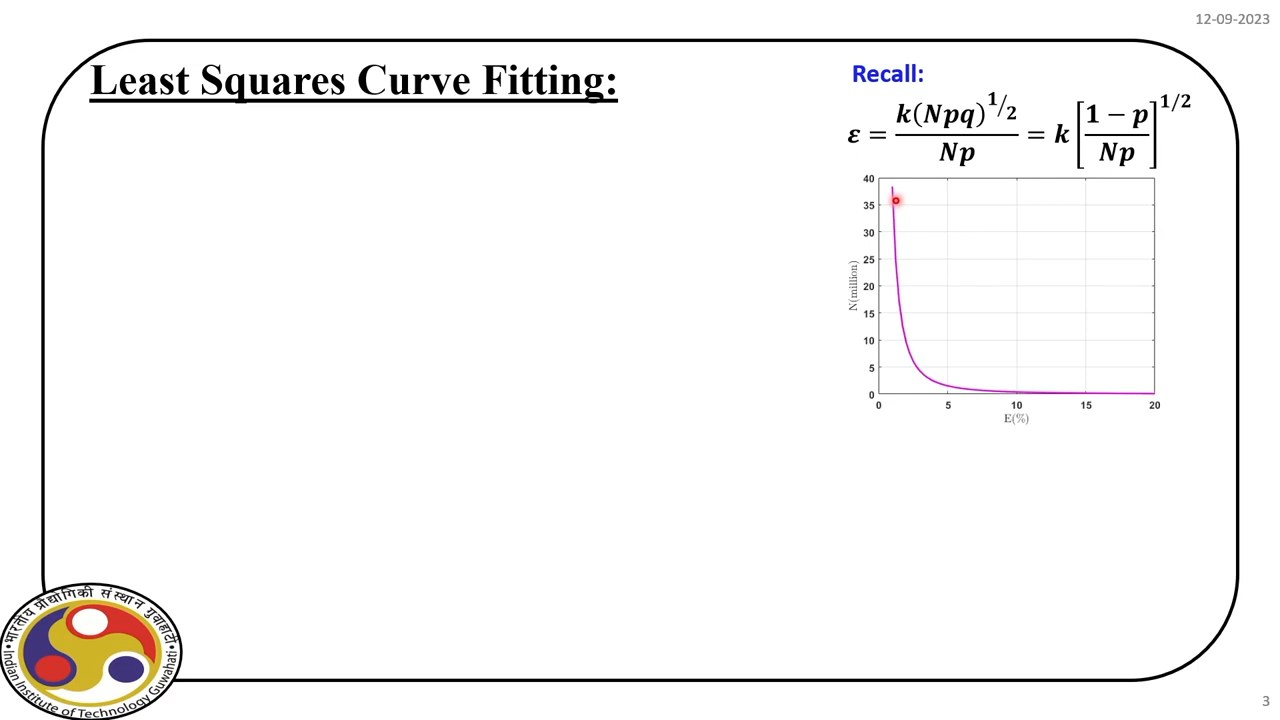 12-09-2023
Least Squares Curve Fitting:
Recall:
ε = k(Npq)^1/2 / Np = k [1 − p / Np]^1/2
40
35
30
25
20
15
10
5
0
N(million)
0 5 10 15 20
E(%)
भारतीय प्रौद्योगिकी संस्थान गुवाहाटी
Indian Institute of Technology Guwahati
3